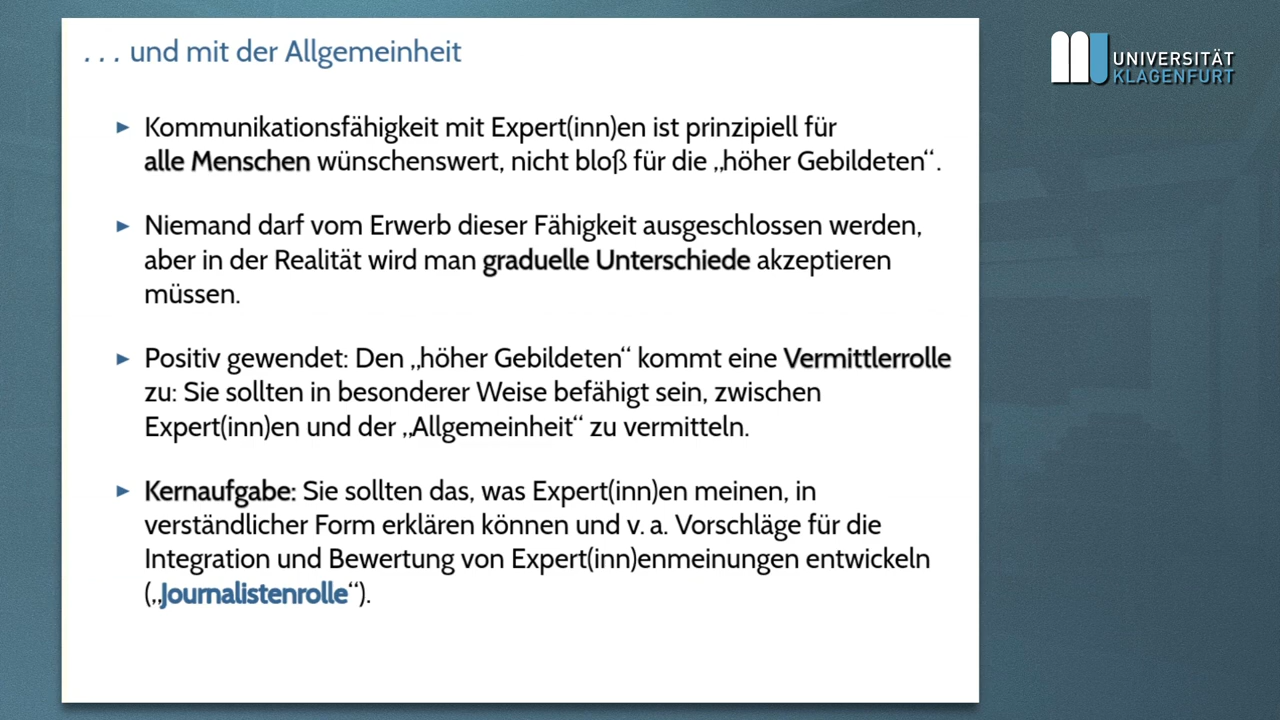 . . . und mit der Allgemeinheit
UNIVERSITÄT
KLAGENFURT
► Kommunikationsfähigkeit mit Expert(inn)en ist prinzipiell für
alle Menschen wünschenswert, nicht bloß für die „höher Gebildeten“.
► Niemand darf vom Erwerb dieser Fähigkeit ausgeschlossen werden,
aber in der Realität wird man graduelle Unterschiede akzeptieren
müssen.
► Positiv gewendet: Den „höher Gebildeten“ kommt eine Vermittlerrolle
zu: Sie sollten in besonderer Weise befähigt sein, zwischen
Expert(inn)en und der „Allgemeinheit“ zu vermitteln.
► Kernaufgabe: Sie sollten das, was Expert(inn)en meinen, in
verständlicher Form erklären können und v. a. Vorschläge für die
Integration und Bewertung von Expert(inn)enmeinungen entwickeln
(„Journalistenrolle“).